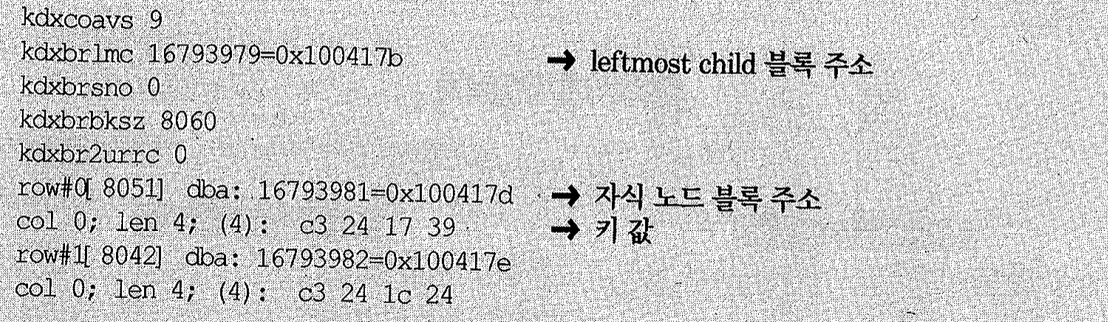 kdxcoavs 9
kdxbrlmc 16793979=0x100417b → leftmost child 블록 주소
kdxbrsno 0
kdxbrbksz 8060
kdxbr2urrc 0
row#0[ 8051] dba: 16793981=0x100417d → 자식 노드 블록 주소
col 0; len 4; (4): c3 24 17 39 → 키 값
row#1[ 8042] dba: 16793982=0x100417e
col 0; len 4; (4): c3 24 1c 24